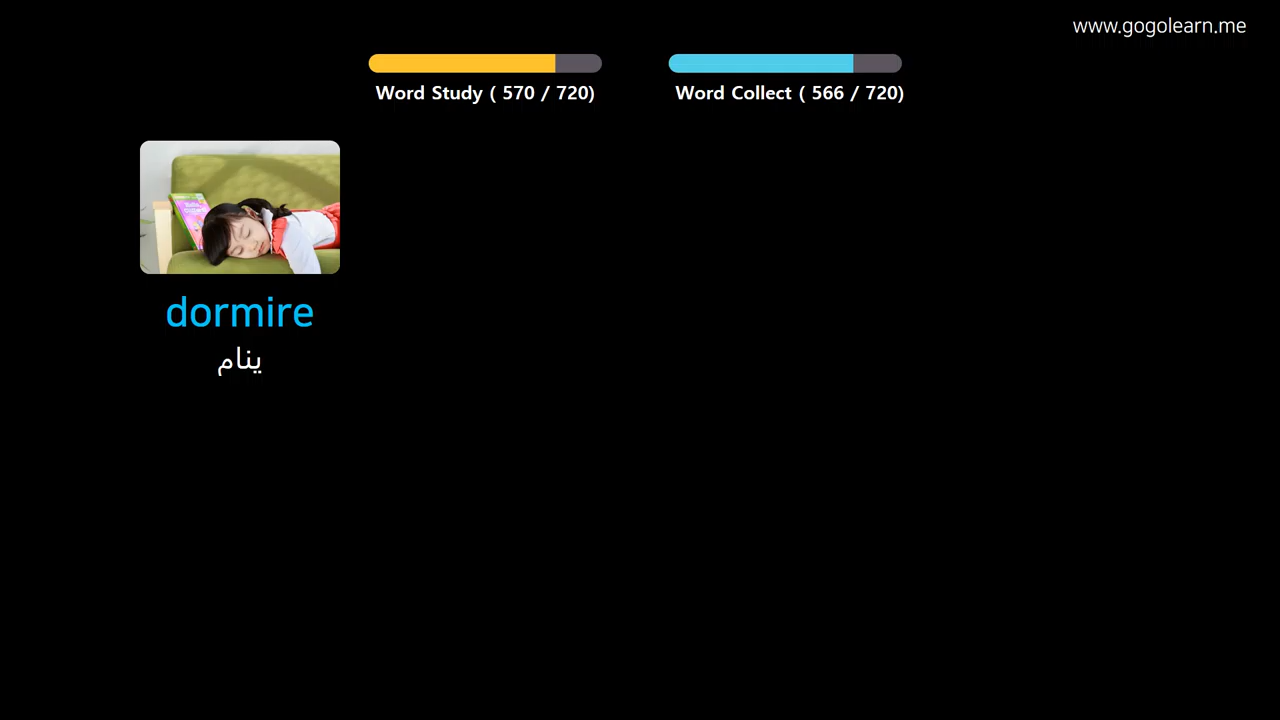 www.gogolearn.me
Word Study ( 570 / 720)
Word Collect ( 566 / 720)
dormire
ينام